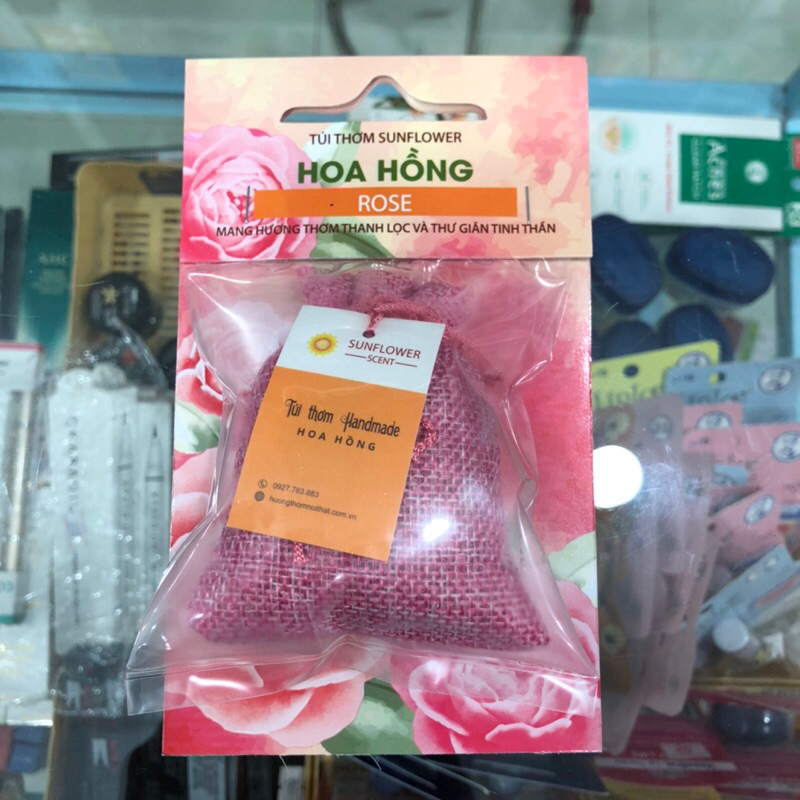 TÚI THƠM SUNFLOWER
HOA HỒNG
ROSE
MANG HƯƠNG THƠM THANH LỌC VÀ THƯ GIÃN TINH THẦN
SUNFLOWER
SCENT
Túi thơm Handmade
HOA HỒNG
0927.783.883
huongthomnoithat.com.vn
Acnes